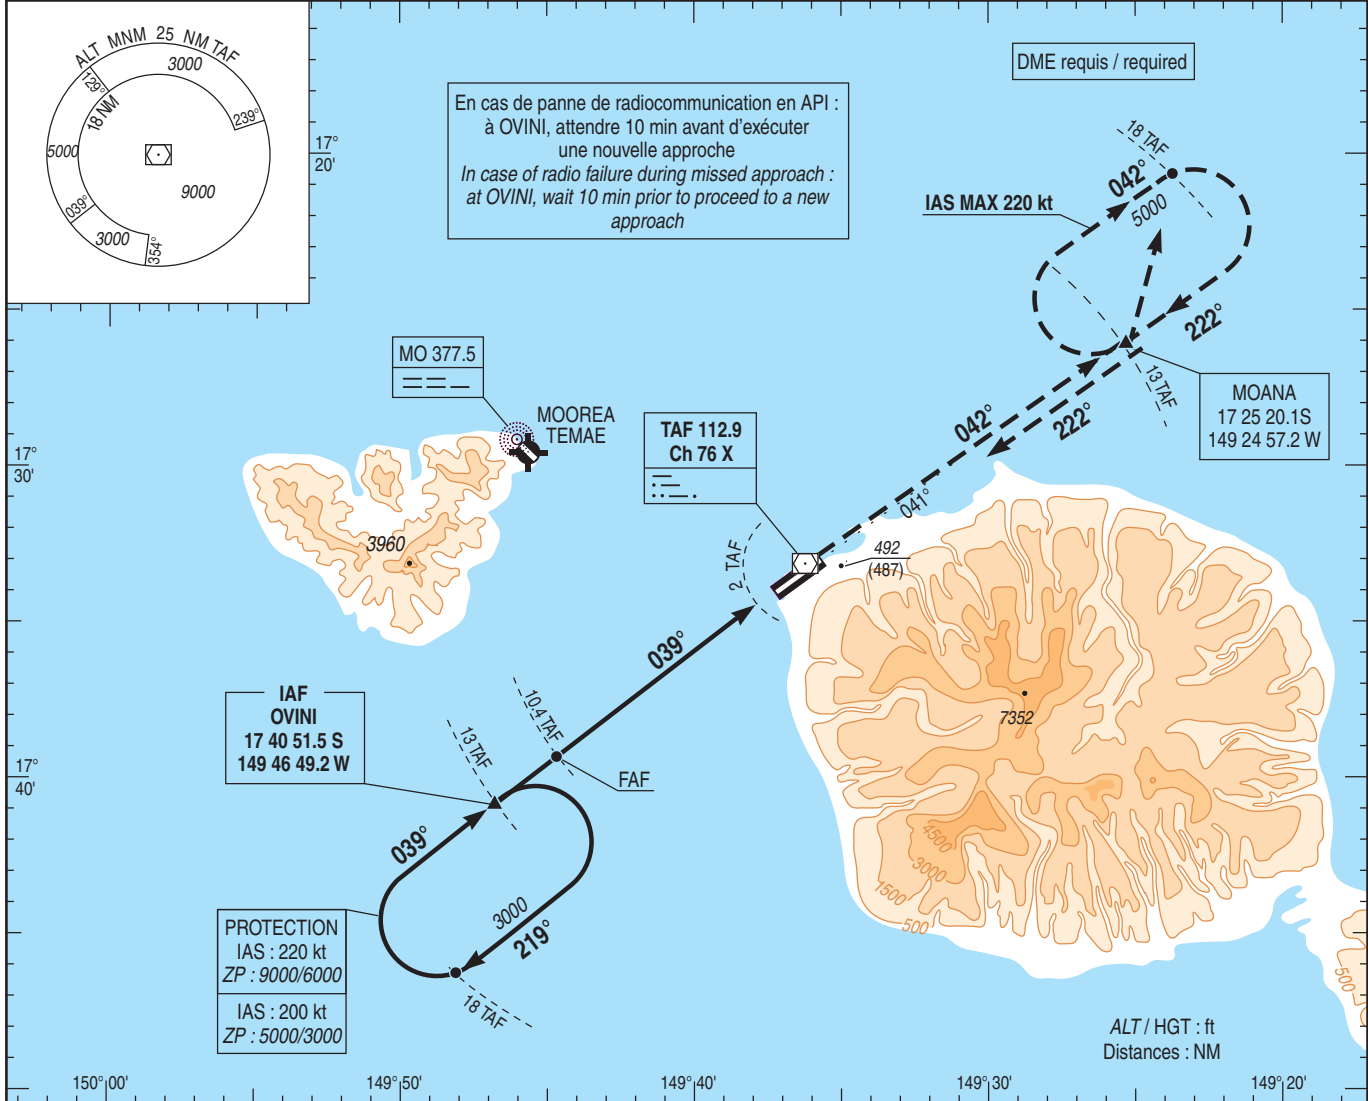 ALT MNM 25 NM TAF
3000
129°
18 NM
239°
5000
9000
039°
3000
354°
DME requis / required
En cas de panne de radiocommunication en API :
à OVINI, attendre 10 min avant d'exécuter
une nouvelle approche
In case of radio failure during missed approach :
at OVINI, wait 10 min prior to proceed to a new
approach
17°
20'
18 TAF
042°
5000
IAS MAX 220 kt
222°
13 TAF
MOANA
17 25 20.1S
149 24 57.2 W
MO 377.5
MOOREA
TEMAE
TAF 112.9
Ch 76 X
042°
222°
041°
17°
30'
3960
2 TAF
492
(487)
039°
7352
IAF
OVINI
17 40 51.5 S
149 46 49.2 W
10.4 TAF
13 TAF
FAF
17°
40'
039°
3000
219°
18 TAF
4500
3000
1500
500
500
PROTECTION
IAS : 220 kt
ZP : 9000/6000
IAS : 200 kt
ZP : 5000/3000
ALT / HGT : ft
Distances : NM
150°00'
149°50'
149°40'
149°30'
149°20'